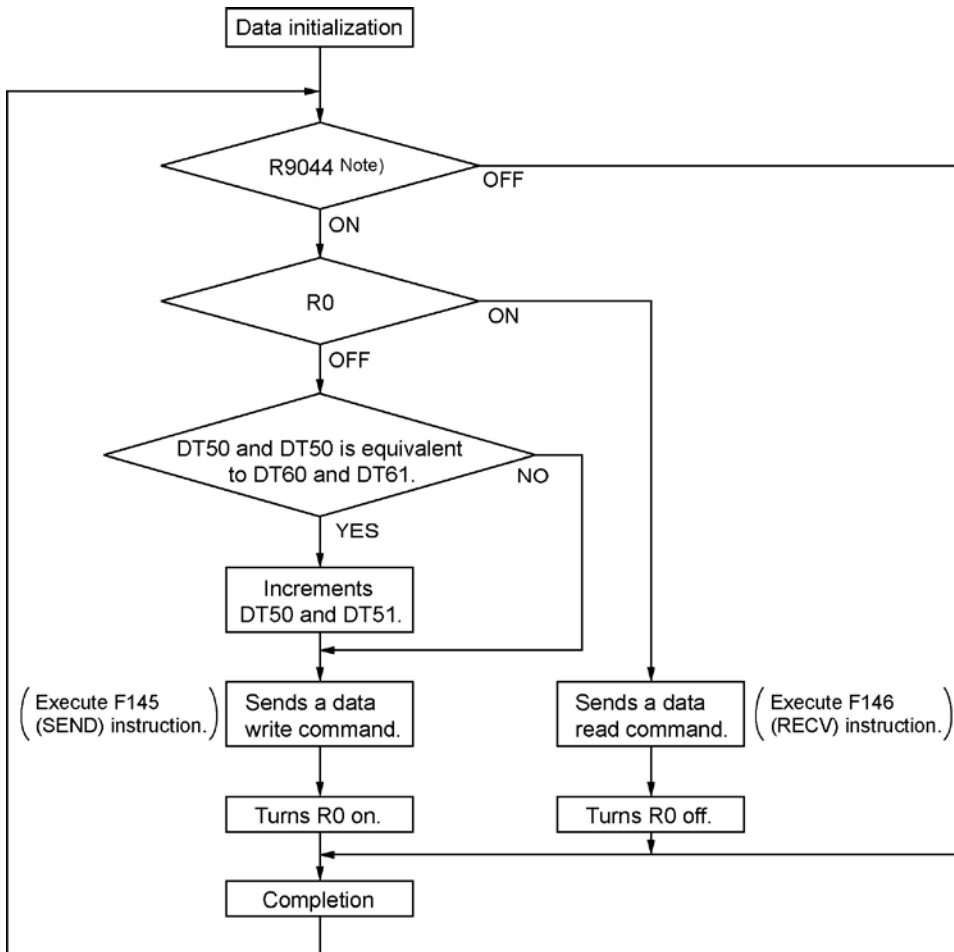 Data initialization
R9044 Note)
OFF
ON
R0
ON
OFF
DT50 and DT50 is equivalent
to DT60 and DT61.
NO
YES
Increments
DT50 and DT51.
Execute F145
(SEND) instruction.
Sends a data
write command.
Sends a data
read command.
Execute F146
(RECV) instruction.
Turns R0 on.
Turns R0 off.
Completion